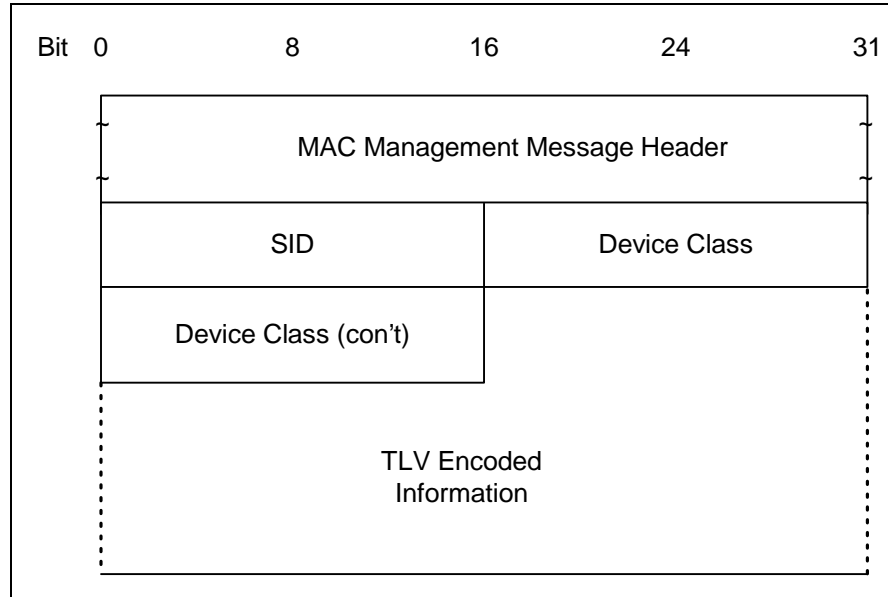 Bit 0 8 16 24 31
MAC Management Message Header
SID Device Class
Device Class (con't)
TLV Encoded
Information